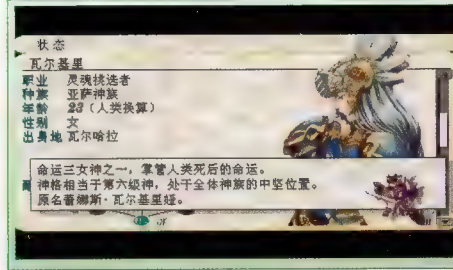 状态
瓦尔基里
职业 灵魂挑选者
种族 亚萨神族
年龄 23（人类换算）
性别 女
出身地 瓦尔哈拉
命运三女神之一，掌管人类死后的命运。
神格相当于第六级神，处于全体神族的中坚位置。
原名蕾娜斯·瓦尔基里娅。